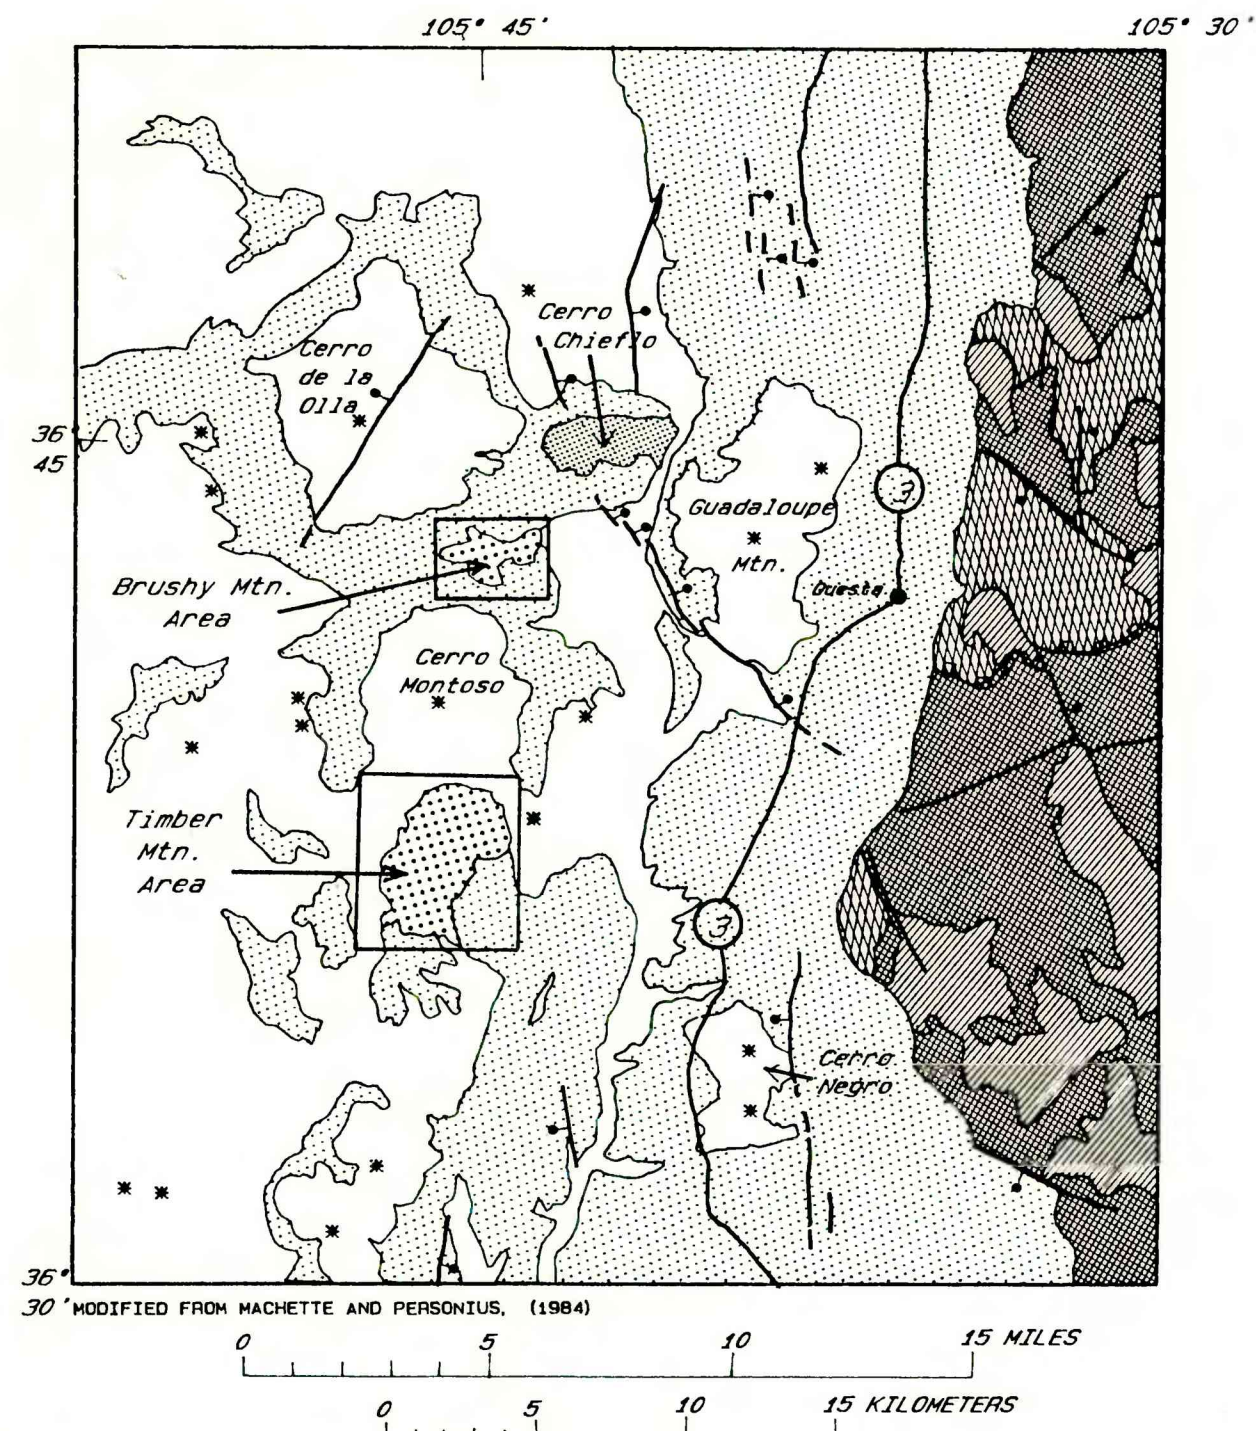 105° 45'
105° 30'
Cerro
Chieflo
Cerro
de la
Olla
36°
45'
Guadaloupe
Mtn.
3
Questa
Brushy Mtn.
Area
Cerro
Montoso
Timber
Mtn.
Area
3
Cerro
Negro
36°
30'
MODIFIED FROM MACHETTE AND PERSONIUS, (1984)
0 5 10 15 MILES
0 5 10 15 KILOMETERS